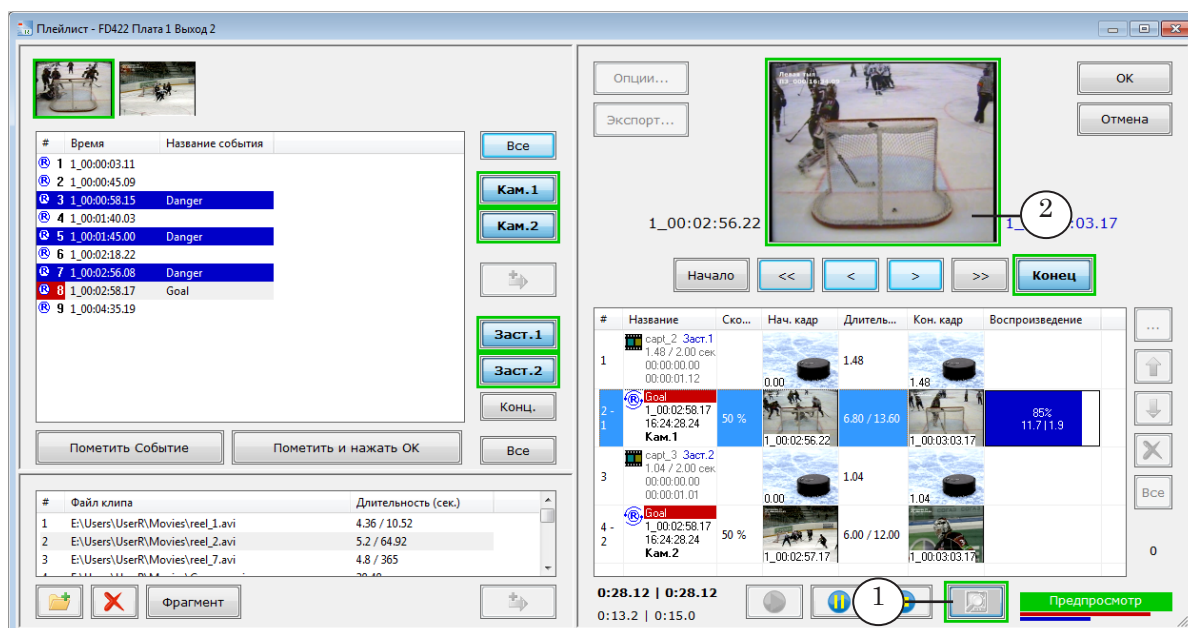 Плейлист - FD422 Плата 1 Выход 2
# Время Название события
1 1_00:00:03.11
2 1_00:00:45.09
3 1_00:00:58.15 Danger
4 1_00:01:40.03
5 1_00:01:45.00 Danger
6 1_00:02:18.22
7 1_00:02:56.08 Danger
8 1_00:02:58.17 Goal
9 1_00:04:35.19
Все
Кам.1
Кам.2
Заст.1
Заст.2
Конц.
Все
Пометить Событие
Пометить и нажать ОК
# Файл клипа Длительность (сек.)
1 E:\Users\UserR\Movies\reel_1.avi 4.36 / 10.52
2 E:\Users\UserR\Movies\reel_2.avi 5.2 / 64.92
3 E:\Users\UserR\Movies\reel_7.avi 4.8 / 365
Фрагмент
Опции...
Экспорт...
Левая тыл
OK
Отмена
1_00:02:56.22
2
:03.17
Начало
<<
<
>
>>
Конец
# Название Ско... Нач. кадр Длитель... Кон. кадр Воспроизведение
1
capt_2 Заст.1
1.48 / 2.00 сек
00:00:00.00
00:00:01.12
0.00
1.48
1.48
2 -
1
Goal
1_00:02:58.17
16:24:28.24
Кам.1
50 %
1_00:02:56.22
6.80 / 13.60
1_00:03:03.17
85%
11.7 | 1.9
3
capt_3 Заст.2
1.04 / 2.00 сек
00:00:00.00
00:00:01.01
0.00
1.04
1.04
4 -
2
Goal
1_00:02:58.17
16:24:28.24
Кам.2
50 %
1_00:02:57.17
6.00 / 12.00
1_00:03:03.17
...
Все
0
0:28.12 | 0:28.12
0:13.2 | 0:15.0
1
Предпросмотр